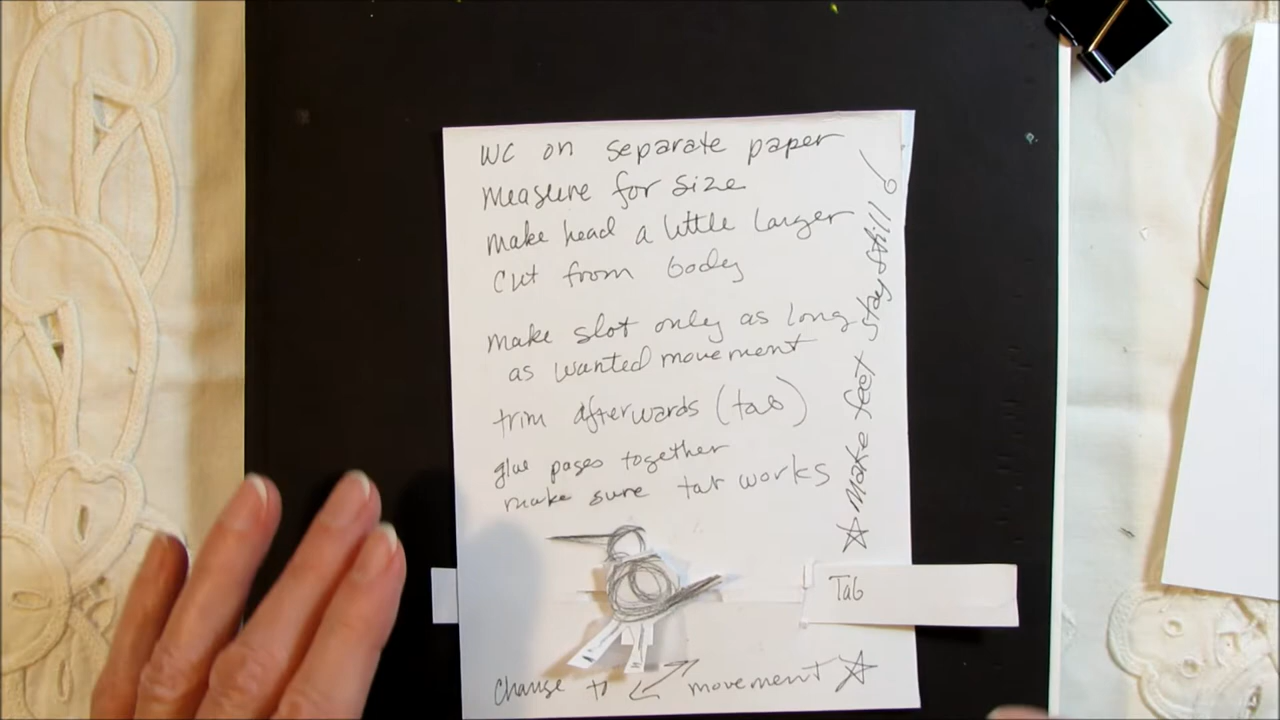 WC on separate paper
measure for size
make head a little larger
cut from body
make slot only as long
as wanted movement
trim afterwards (tab)
glue pages together
make sure tab works
Tab
change to movement
Make feet stay still!